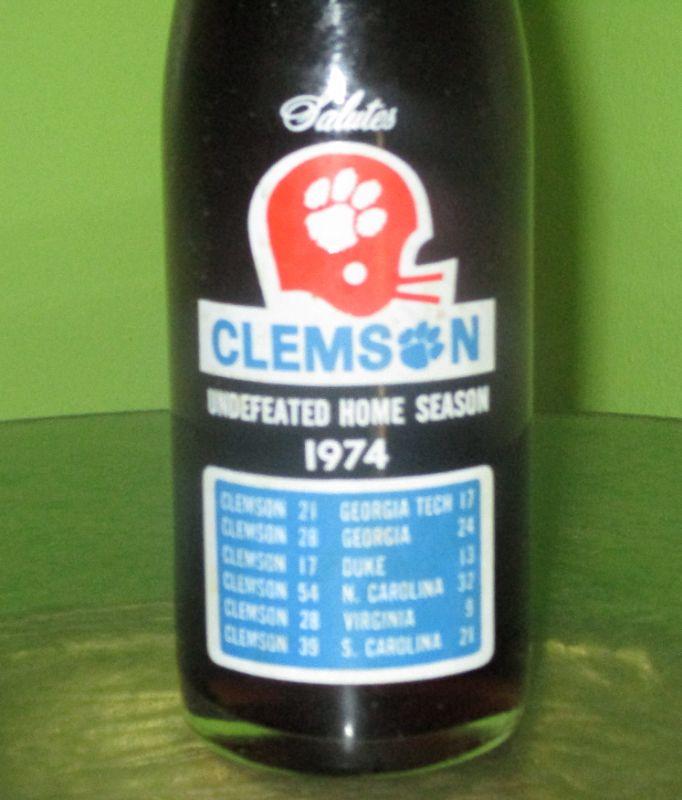 Salutes
CLEMSON
UNDEFEATED HOME SEASON
1974
CLEMSON 21 GEORGIA TECH 17
CLEMSON 28 GEORGIA 24
CLEMSON 17 DUKE 13
CLEMSON 54 N. CAROLINA 32
CLEMSON 28 VIRGINIA 9
CLEMSON 39 S. CAROLINA 21